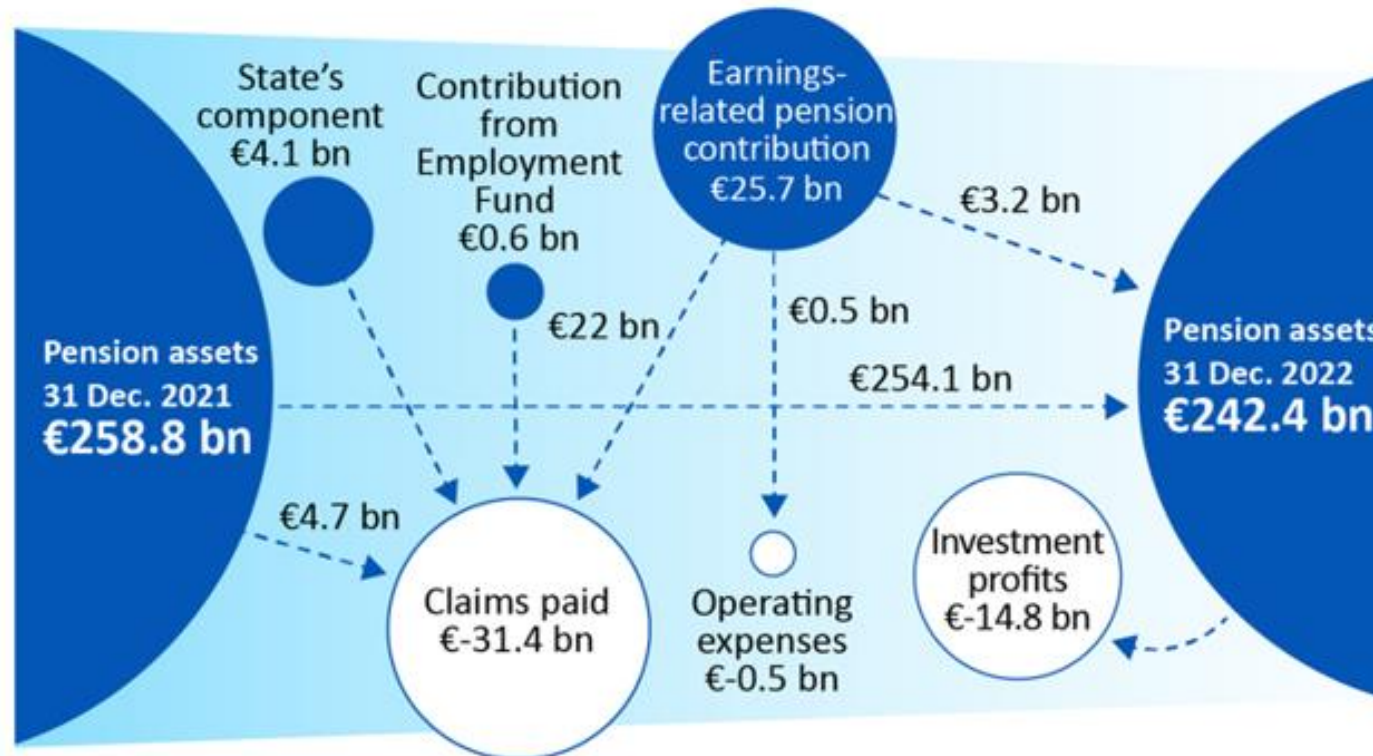 State's
component
€4.1 bn
Contribution
from
Employment
Fund
€0.6 bn
Earnings-
related pension
contribution
€25.7 bn
€3.2 bn
€22 bn
€0.5 bn
Pension assets
31 Dec. 2021
€258.8 bn
€254.1 bn
Pension assets
31 Dec. 2022
€242.4 bn
€4.7 bn
Claims paid
€-31.4 bn
Operating
expenses
€-0.5 bn
Investment
profits
€-14.8 bn